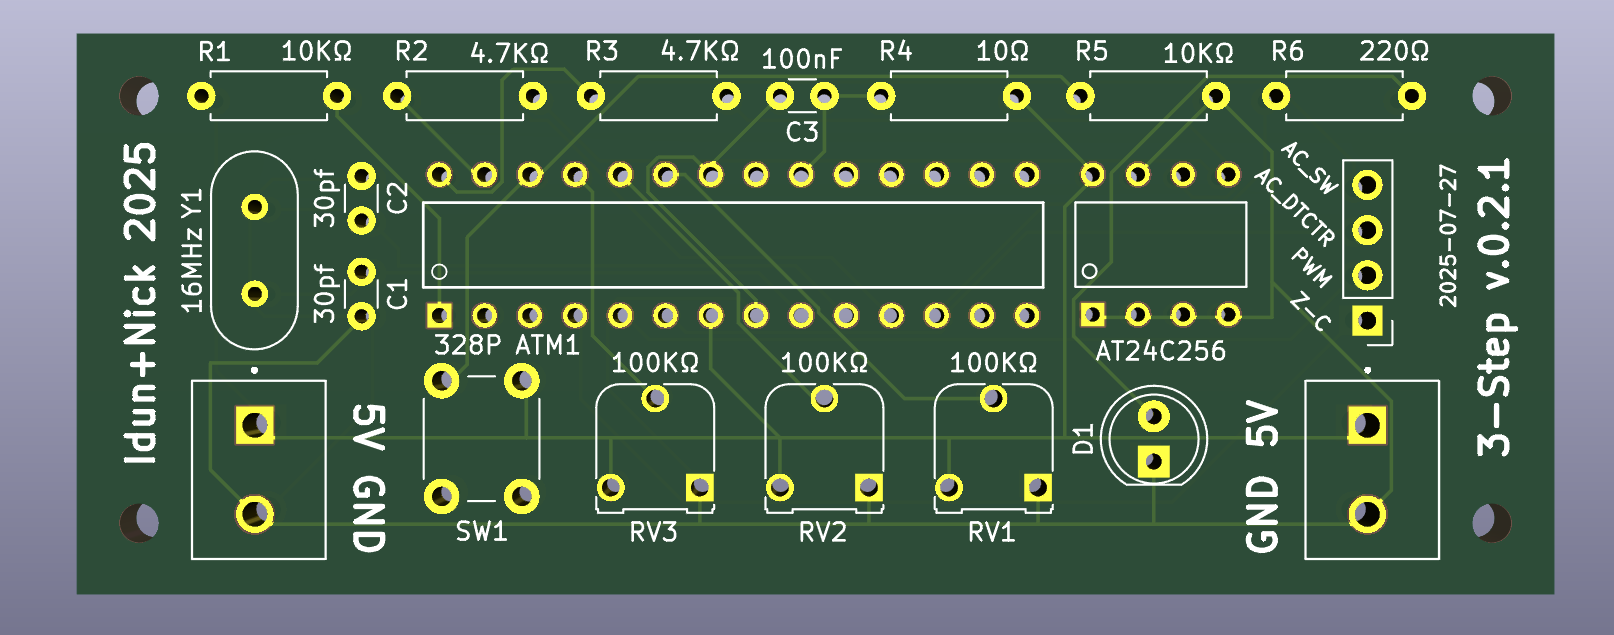 R1 10KΩ R2 4.7KΩ R3 4.7KΩ 100nF R4 10Ω R5 10KΩ R6 220Ω
C3
Idun+Nick 2025
16MHz Y1
30pf C2
30pf C1
328P ATM1
AT24C256
AC_SW
AC_DTCTR
PWM
Z-C
2025-07-27
3-Step v.0.2.1
5V GND
SW1
100KΩ
RV3
100KΩ
RV2
100KΩ
RV1
D1
GND 5V